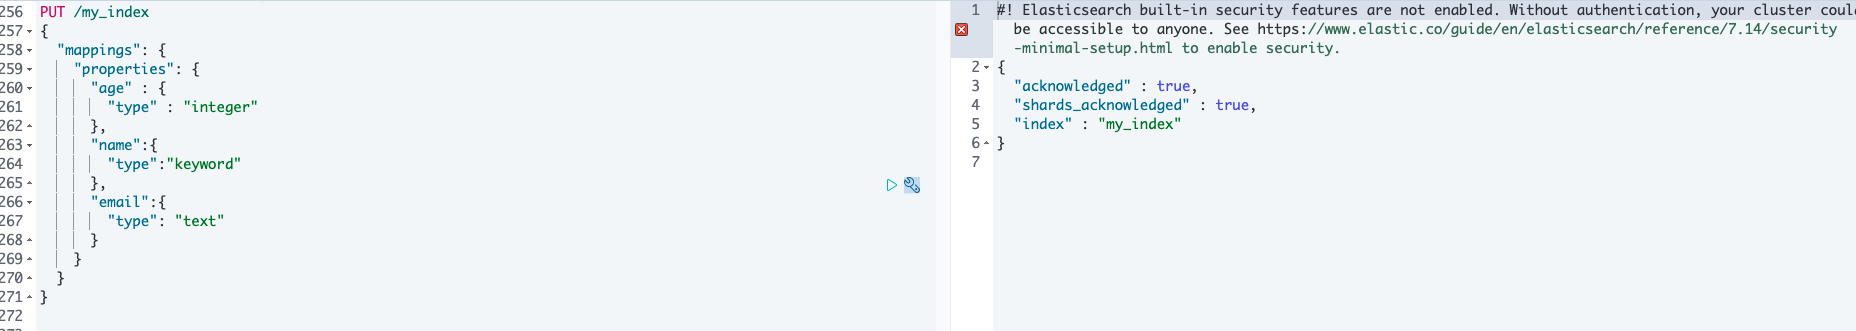 256 PUT /my_index
257 {
258 "mappings": {
259 "properties": {
260 "age" : {
261 "type" : "integer"
262 },
263 "name":{
264 "type":"keyword"
265 },
266 "email":{
267 "type": "text"
268 }
269 }
270 }
271 }
272
1 #! Elasticsearch built-in security features are not enabled. Without authentication, your cluster
be accessible to anyone. See https://www.elastic.co/guide/en/elasticsearch/reference/7.14/security
-minimal-setup.html to enable security.
2 {
3 "acknowledged" : true,
4 "shards_acknowledged" : true,
5 "index" : "my_index"
6 }
7